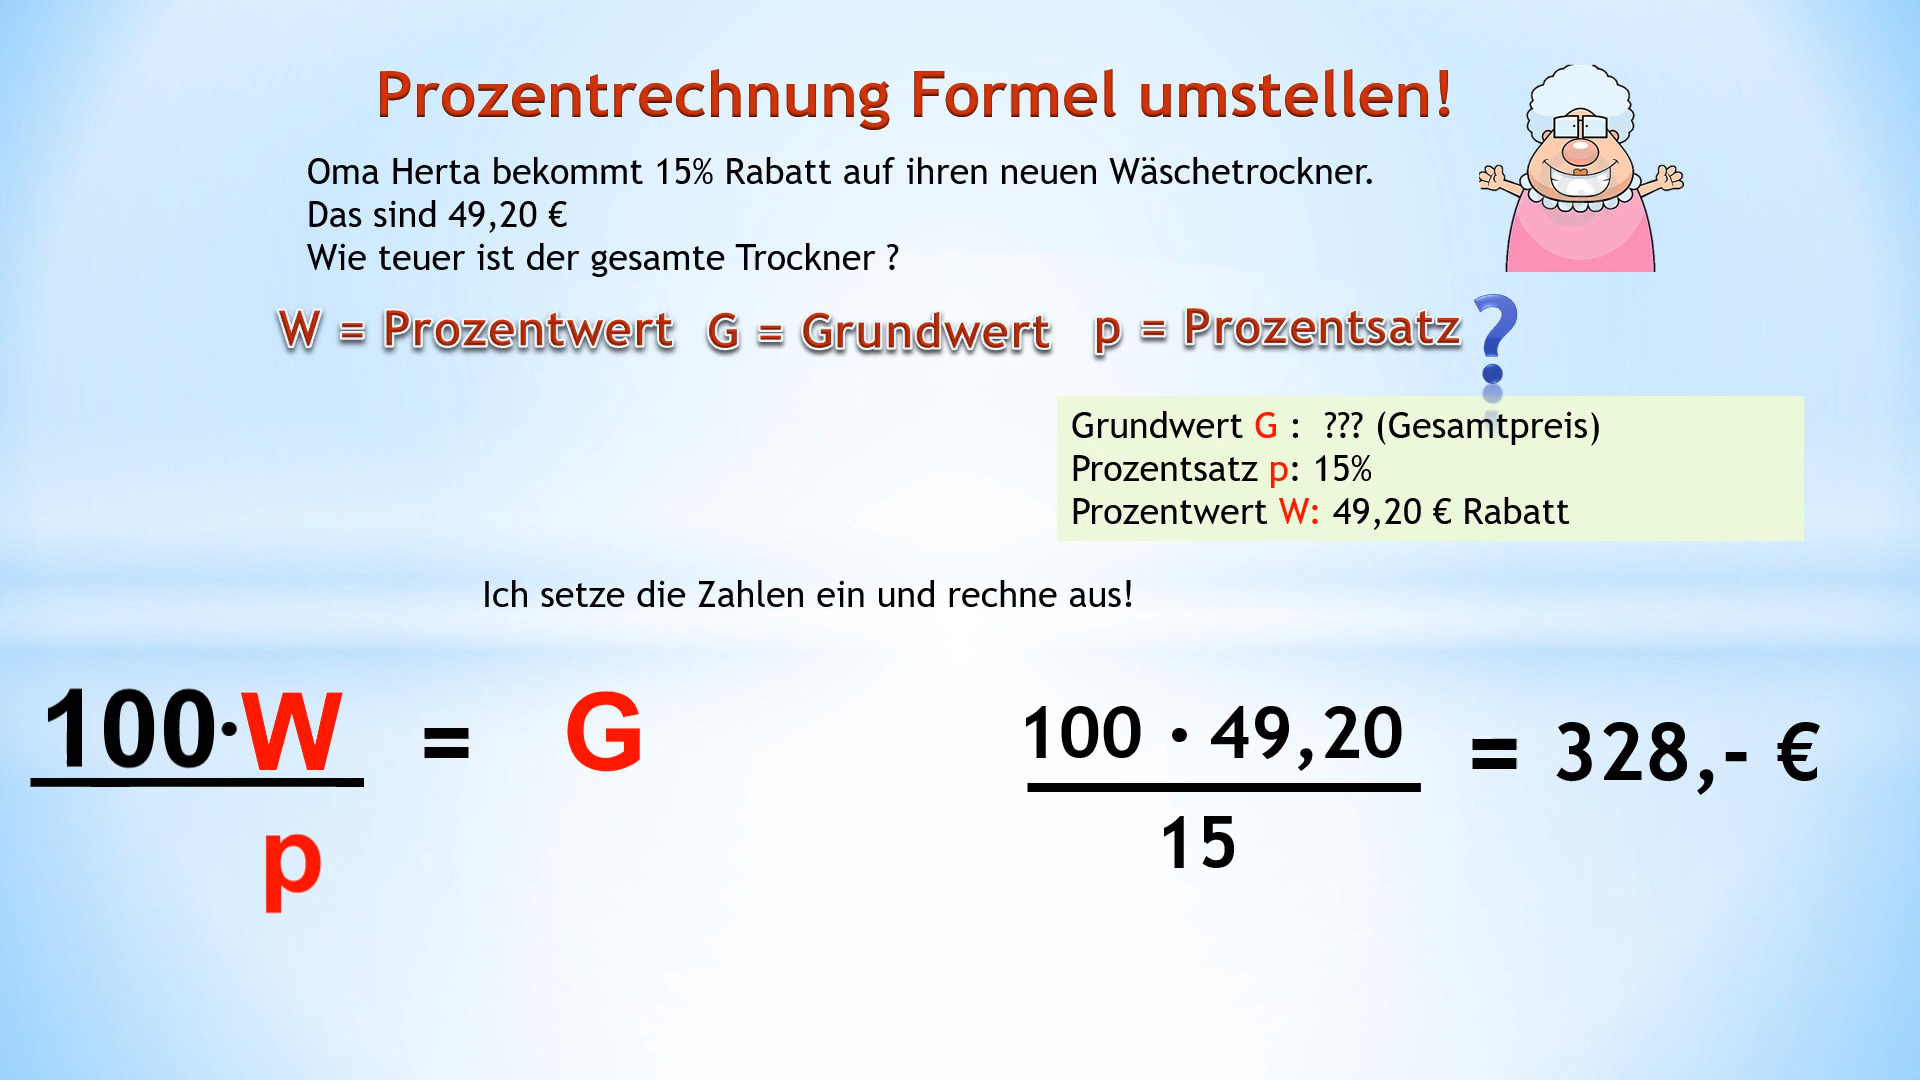 Prozentrechnung Formel umstellen!
Oma Herta bekommt 15% Rabatt auf ihren neuen Wäschetrockner.
Das sind 49,20 €
Wie teuer ist der gesamte Trockner ?
W = Prozentwert G = Grundwert p = Prozentsatz ?
Grundwert G : ??? (Gesamtpreis)
Prozentsatz p: 15%
Prozentwert W: 49,20 € Rabatt
Ich setze die Zahlen ein und rechne aus!
100·W = G
p
100 · 49,20 = 328,- €
15